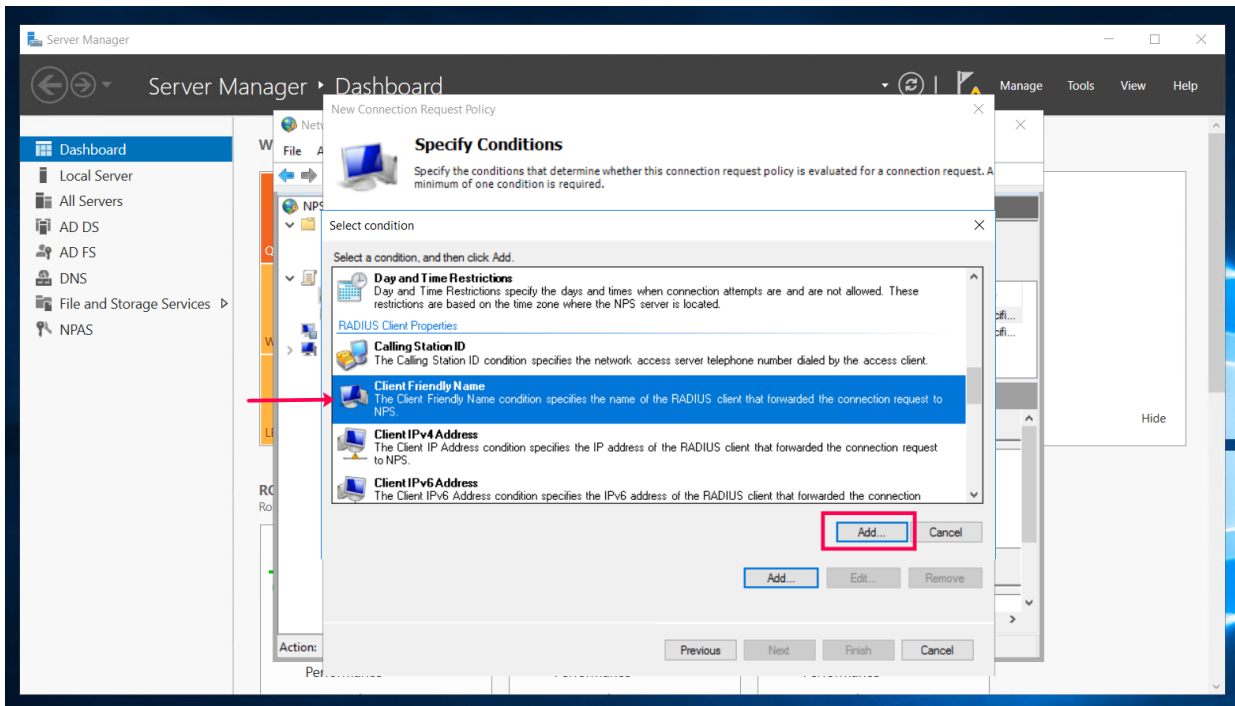 Server Manager
Server Manager • Dashboard
Manage Tools View Help
Dashboard
Local Server
All Servers
AD DS
AD FS
DNS
File and Storage Services
NPAS
File
NPS
New Connection Request Policy
Specify Conditions
Specify the conditions that determine whether this connection request policy is evaluated for a connection request. A
minimum of one condition is required.
Select condition
Select a condition, and then click Add.
Day and Time Restrictions
Day and Time Restrictions specify the days and times when connection attempts are and are not allowed. These
restrictions are based on the time zone where the NPS server is located.
RADIUS Client Properties
Calling Station ID
The Calling Station ID condition specifies the network access server telephone number dialed by the access client.
Client Friendly Name
The Client Friendly Name condition specifies the name of the RADIUS client that forwarded the connection request to
NPS.
Client IPv4 Address
The Client IP Address condition specifies the IP address of the RADIUS client that forwarded the connection request
to NPS.
Client IPv6 Address
The Client IPv6 Address condition specifies the IPv6 address of the RADIUS client that forwarded the connection
Add... Cancel
Add... Edit... Remove
Previous Next Finish Cancel
Hide
Action: